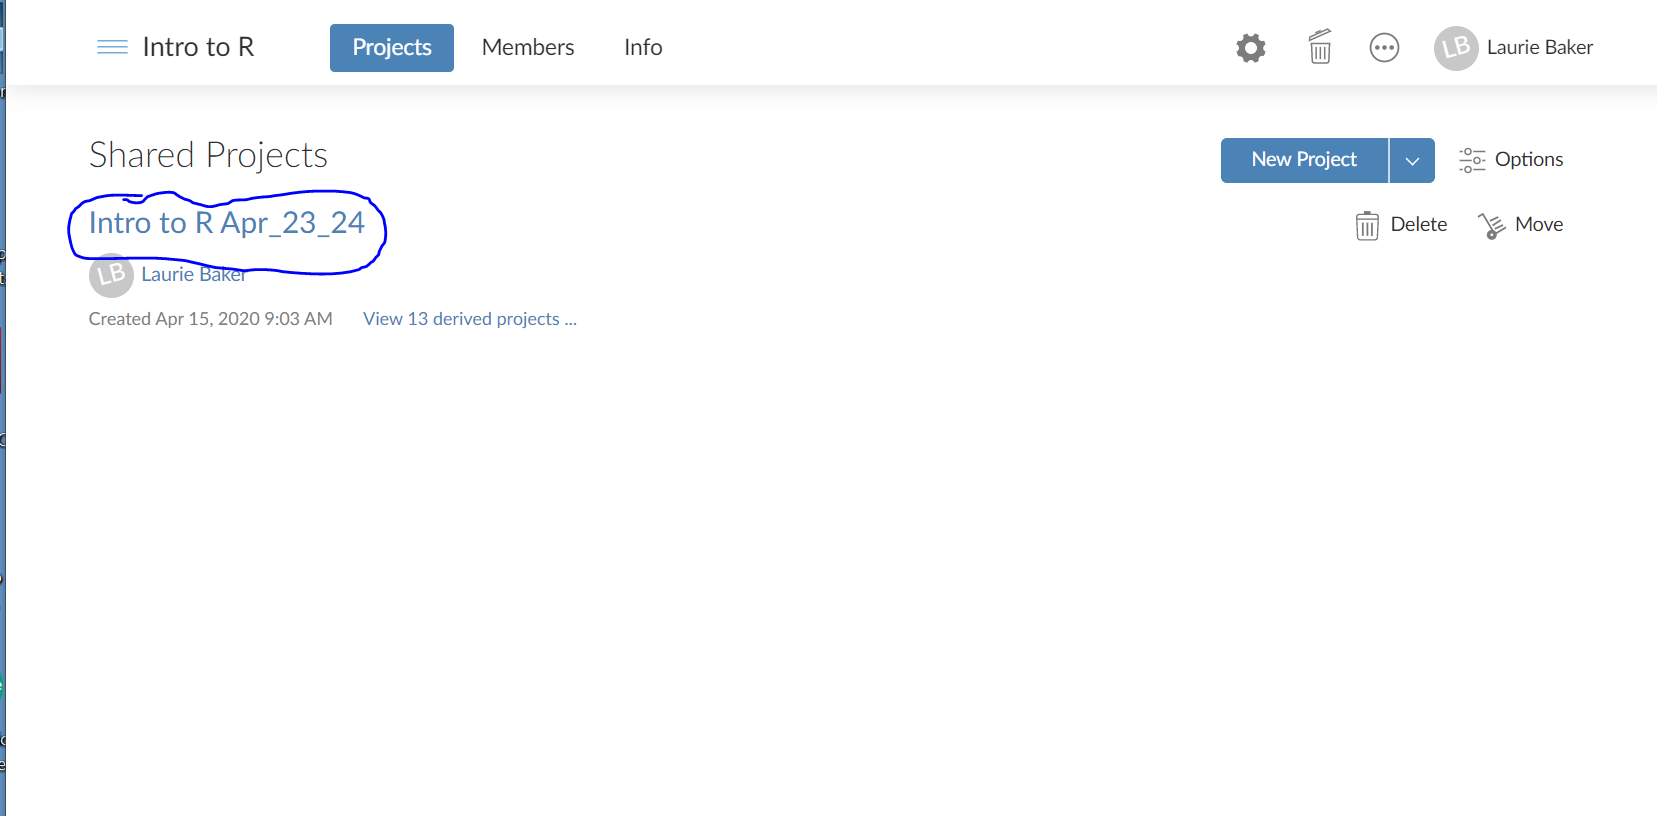 Intro to R Projects Members Info LB Laurie Baker
Shared Projects New Project Options
Intro to R Apr_23_24 Delete Move
LB Laurie Baker
Created Apr 15, 2020 9:03 AM View 13 derived projects ...